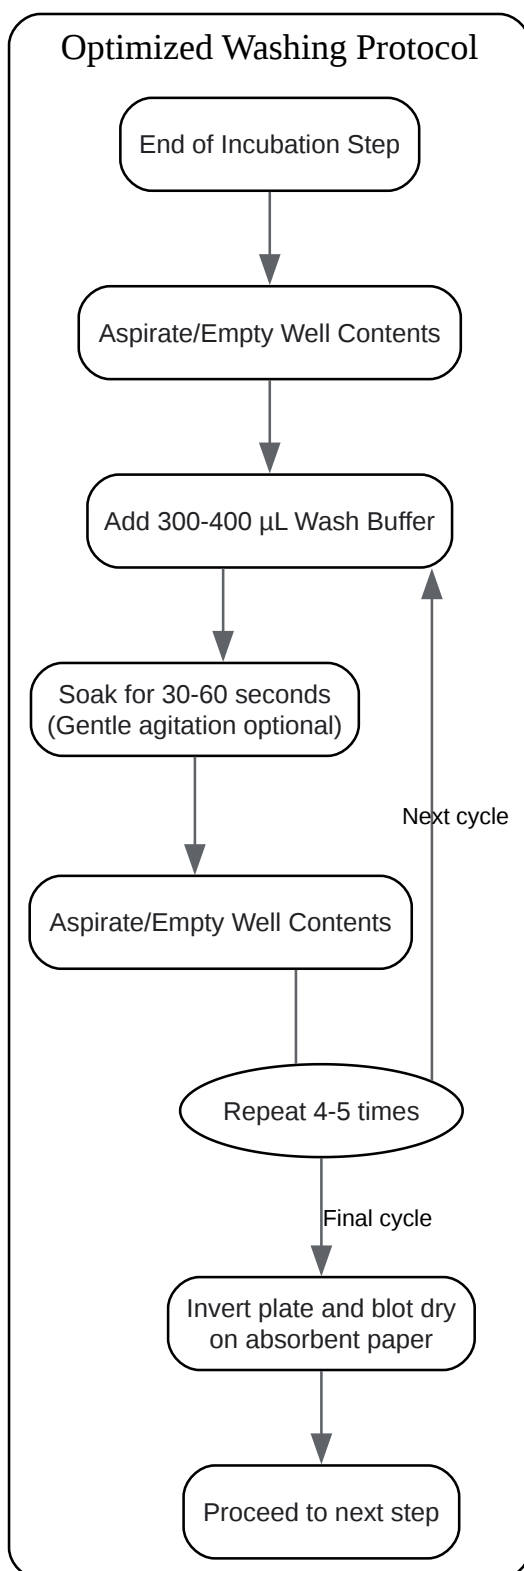 Optimized Washing Protocol
End of Incubation Step
Aspirate/Empty Well Contents
Add 300-400 µL Wash Buffer
Soak for 30-60 seconds
(Gentle agitation optional)
Next cycle
Aspirate/Empty Well Contents
Repeat 4-5 times
Final cycle
Invert plate and blot dry
on absorbent paper
Proceed to next step